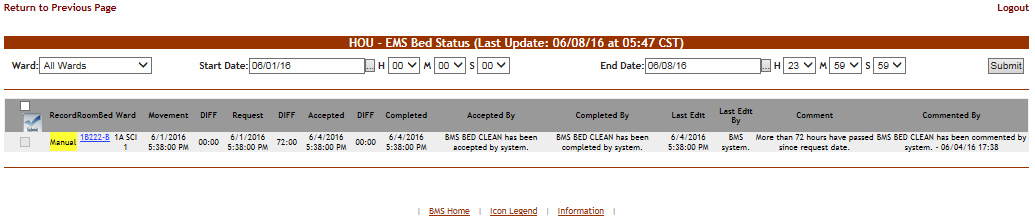 Return to Previous Page Logout
HOU - EMS Bed Status (Last Update: 06/08/16 at 05:47 CST)
Ward: All Wards Start Date: 06/01/16 ... H 00 M 00 S 00 End Date: 06/08/16 ... H 23 M 59 S 59 Submit
Record RoomBed Ward Movement DIFF Request DIFF Accepted DIFF Completed Accepted By Completed By Last Edit Last Edit By Comment Commented By
Manual 1B222-B 1A SCI 1 6/1/2016 5:38:00 PM 00:00 6/1/2016 5:38:00 PM 72:00 6/4/2016 5:38:00 PM 00:00 6/4/2016 5:38:00 PM BMS BED CLEAN has been accepted by system. BMS BED CLEAN has been completed by system. 6/4/2016 5:38:00 PM BMS system. More than 72 hours have passed since request date. BMS BED CLEAN has been commented by system. - 06/04/16 17:38
| BMS Home | Icon Legend | Information |